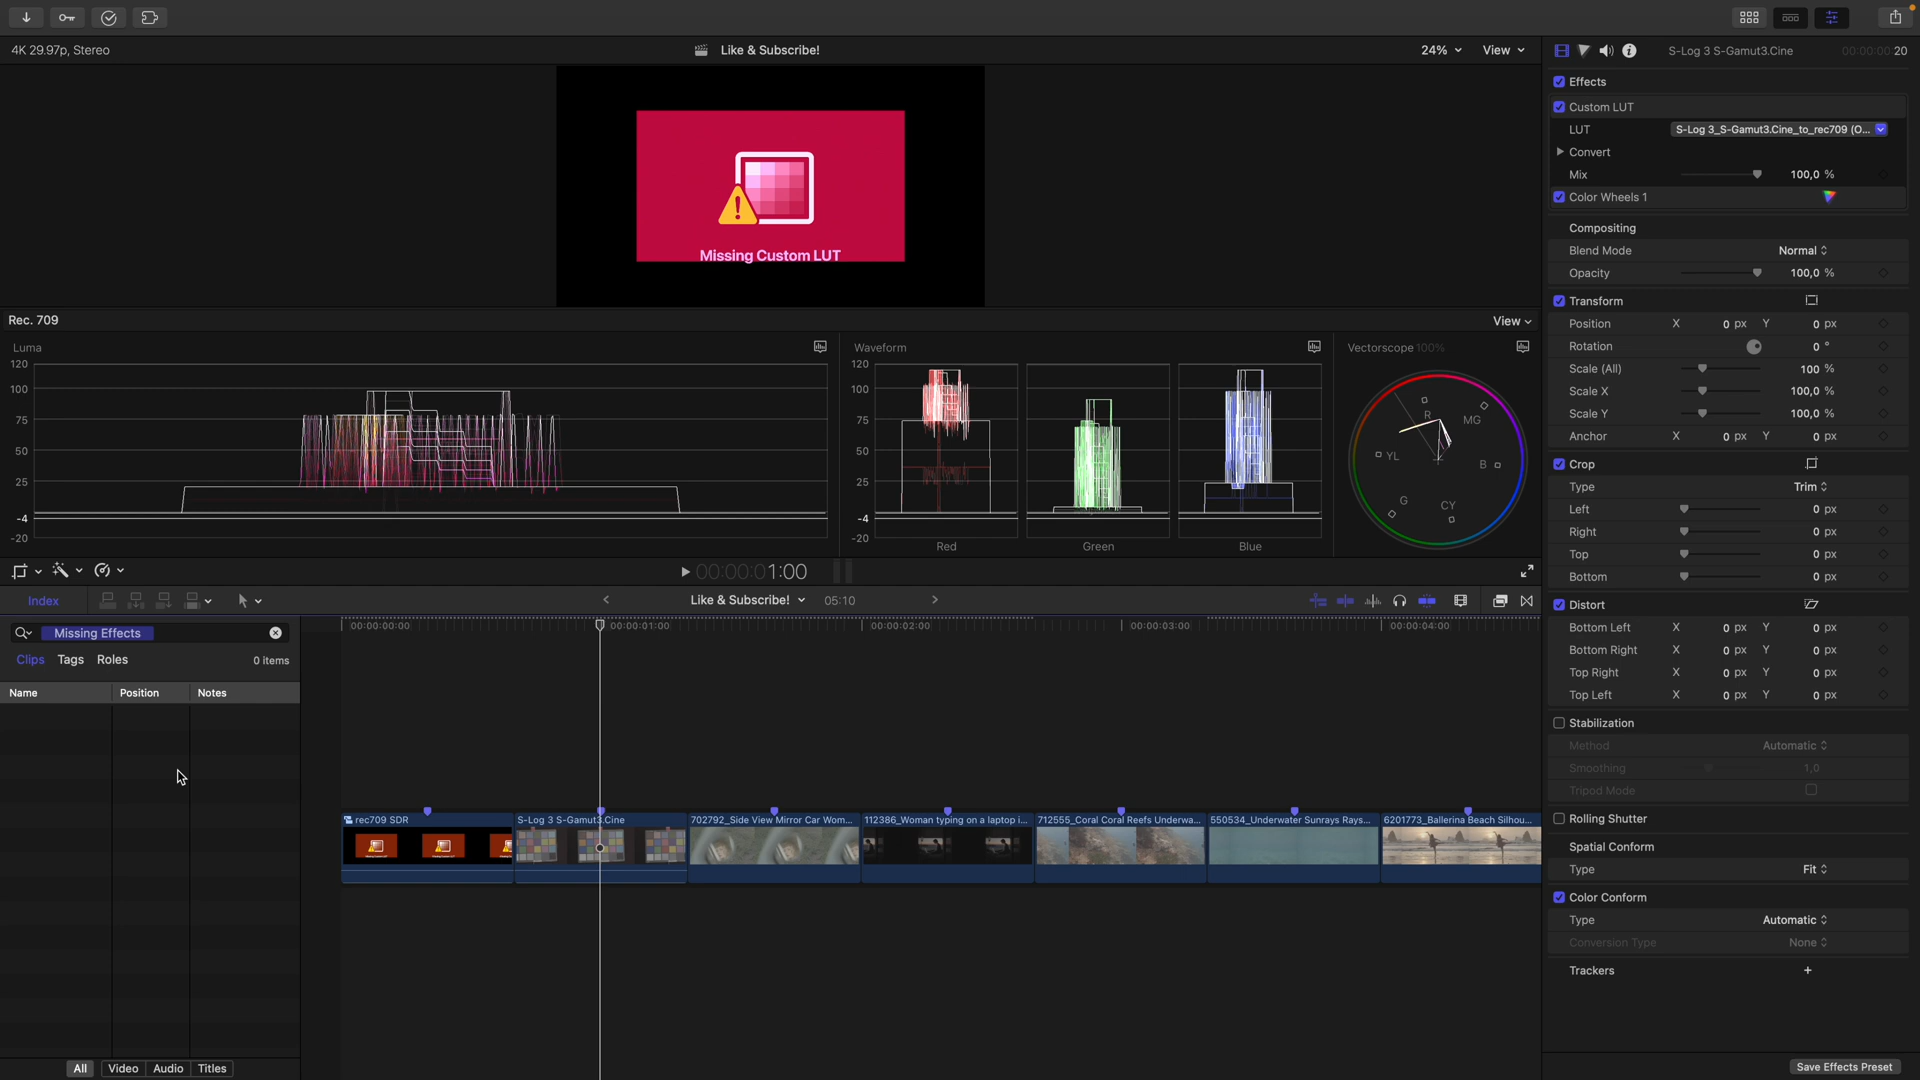 4K 29.97p, Stereo
Like & Subscribe!
24%
View
S-Log 3 S-Gamut3.Cine
00:00:00:20
Effects
Custom LUT
LUT
S-Log 3_S-Gamut3.Cine_to_rec709 (O...
Convert
Mix
100,0 %
Color Wheels 1
Compositing
Blend Mode
Normal
Opacity
100,0 %
Transform
Position X 0 px Y 0 px
Rotation 0 °
Scale (All) 100 %
Scale X 100,0 %
Scale Y 100,0 %
Anchor X 0 px Y 0 px
Crop
Type Trim
Left 0 px
Right 0 px
Top 0 px
Bottom 0 px
Distort
Bottom Left X 0 px Y 0 px
Bottom Right X 0 px Y 0 px
Top Right X 0 px Y 0 px
Top Left X 0 px Y 0 px
Stabilization
Method Automatic
Smoothing 1,0
Tripod Mode
Rolling Shutter
Spatial Conform
Type Fit
Color Conform
Type Automatic
Conversion Type None
Trackers +
Save Effects Preset
Missing Custom LUT
Rec. 709
View
Luma
120
100
75
50
25
-4
-20
Waveform
120
100
75
50
25
-4
-20
Red
Green
Blue
Vectorscope 100%
R
MG
B
CY
G
YL
00:00:01:00
Index
Like & Subscribe!
05:10
Missing Effects
Clips Tags Roles
0 items
Name Position Notes
All Video Audio Titles
00:00:00:00
00:00:01:00
00:00:02:00
00:00:03:00
00:00:04:00
rec709 SDR
S-Log 3 S-Gamut3.Cine
702792_Side View Mirror Car Wom...
112386_Woman typing on a laptop i...
712555_Coral Coral Reefs Underwa...
550534_Underwater Sunrays Rays...
6201773_Ballerina Beach Silhou...